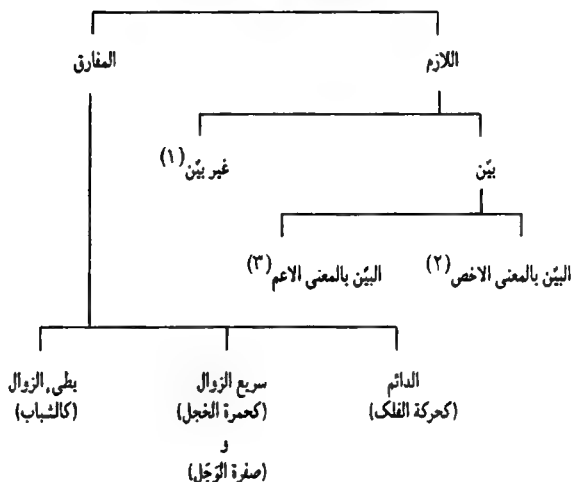 اللازم
المفارق
بيّن
غير بيّن (١)
البيّن بالمعنى الاخص (٢)
البيّن بالمعنى الاعم (٣)
الدائم
(كحركة الفلك)
سريع الزوال
(كحمرة الخجل)
و
(صفرة الوَجَل)
بطىء الزوال
(كالشباب)